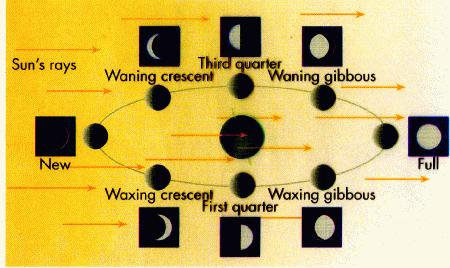 Third quarter
Sun's rays
Waning crescent
Waning gibbous
New
Full
Waxing crescent
Waxing gibbous
First quarter